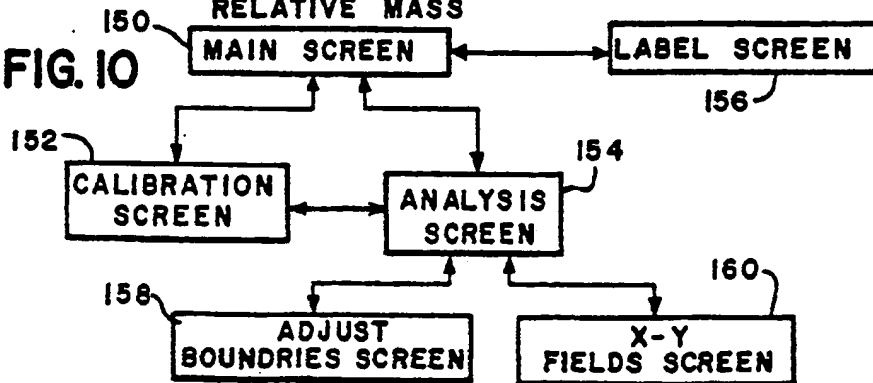 RELATIVE MASS
150
MAIN SCREEN
LABEL SCREEN
FIG. 10
156
152
154
CALIBRATION
SCREEN
ANALYSIS
SCREEN
158
160
ADJUST
BOUNDRIES SCREEN
X-Y
FIELDS SCREEN